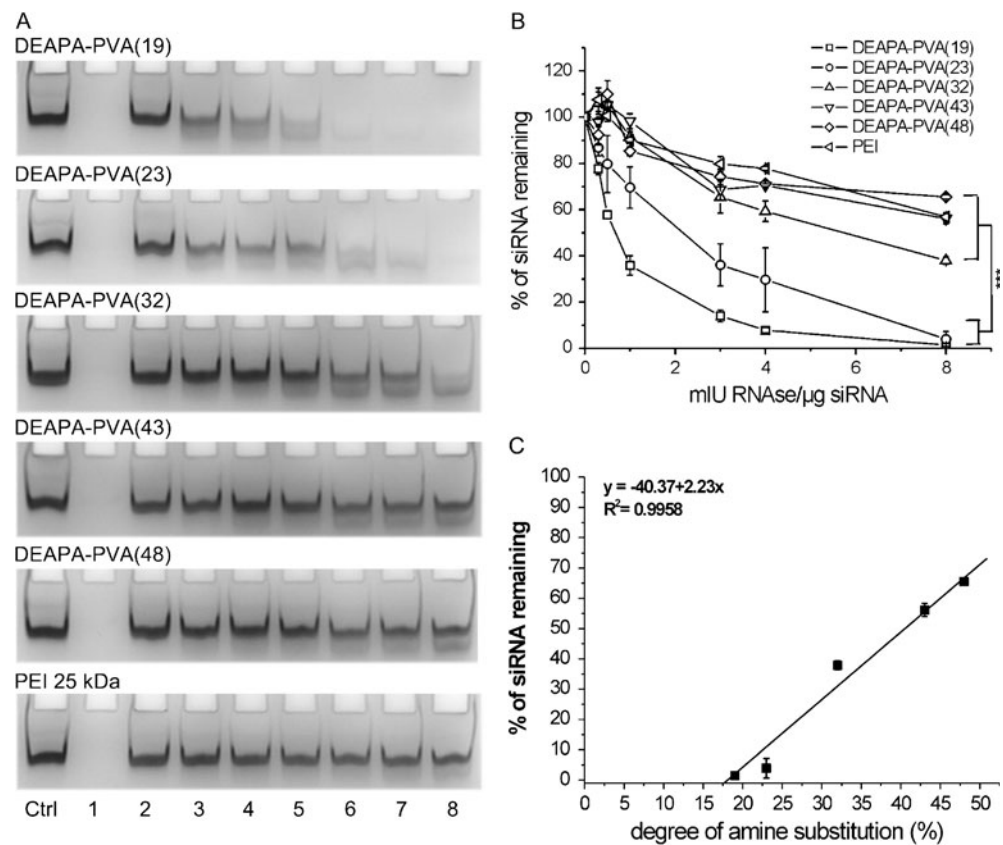 A
DEAPA-PVA(19)
DEAPA-PVA(23)
DEAPA-PVA(32)
DEAPA-PVA(43)
DEAPA-PVA(48)
PEI 25 kDa
Ctrl 1 2 3 4 5 6 7 8
B
% of siRNA remaining
120
100
80
60
40
20
0
0 2 4 6 8
mIU RNAse/µg siRNA
DEAPA-PVA(19)
DEAPA-PVA(23)
DEAPA-PVA(32)
DEAPA-PVA(43)
DEAPA-PVA(48)
PEI
***
C
% of siRNA remaining
100
90
80
70
60
50
40
30
20
10
0
y = -40.37+2.23x
R²= 0.9958
0 5 10 15 20 25 30 35 40 45 50
degree of amine substitution (%)